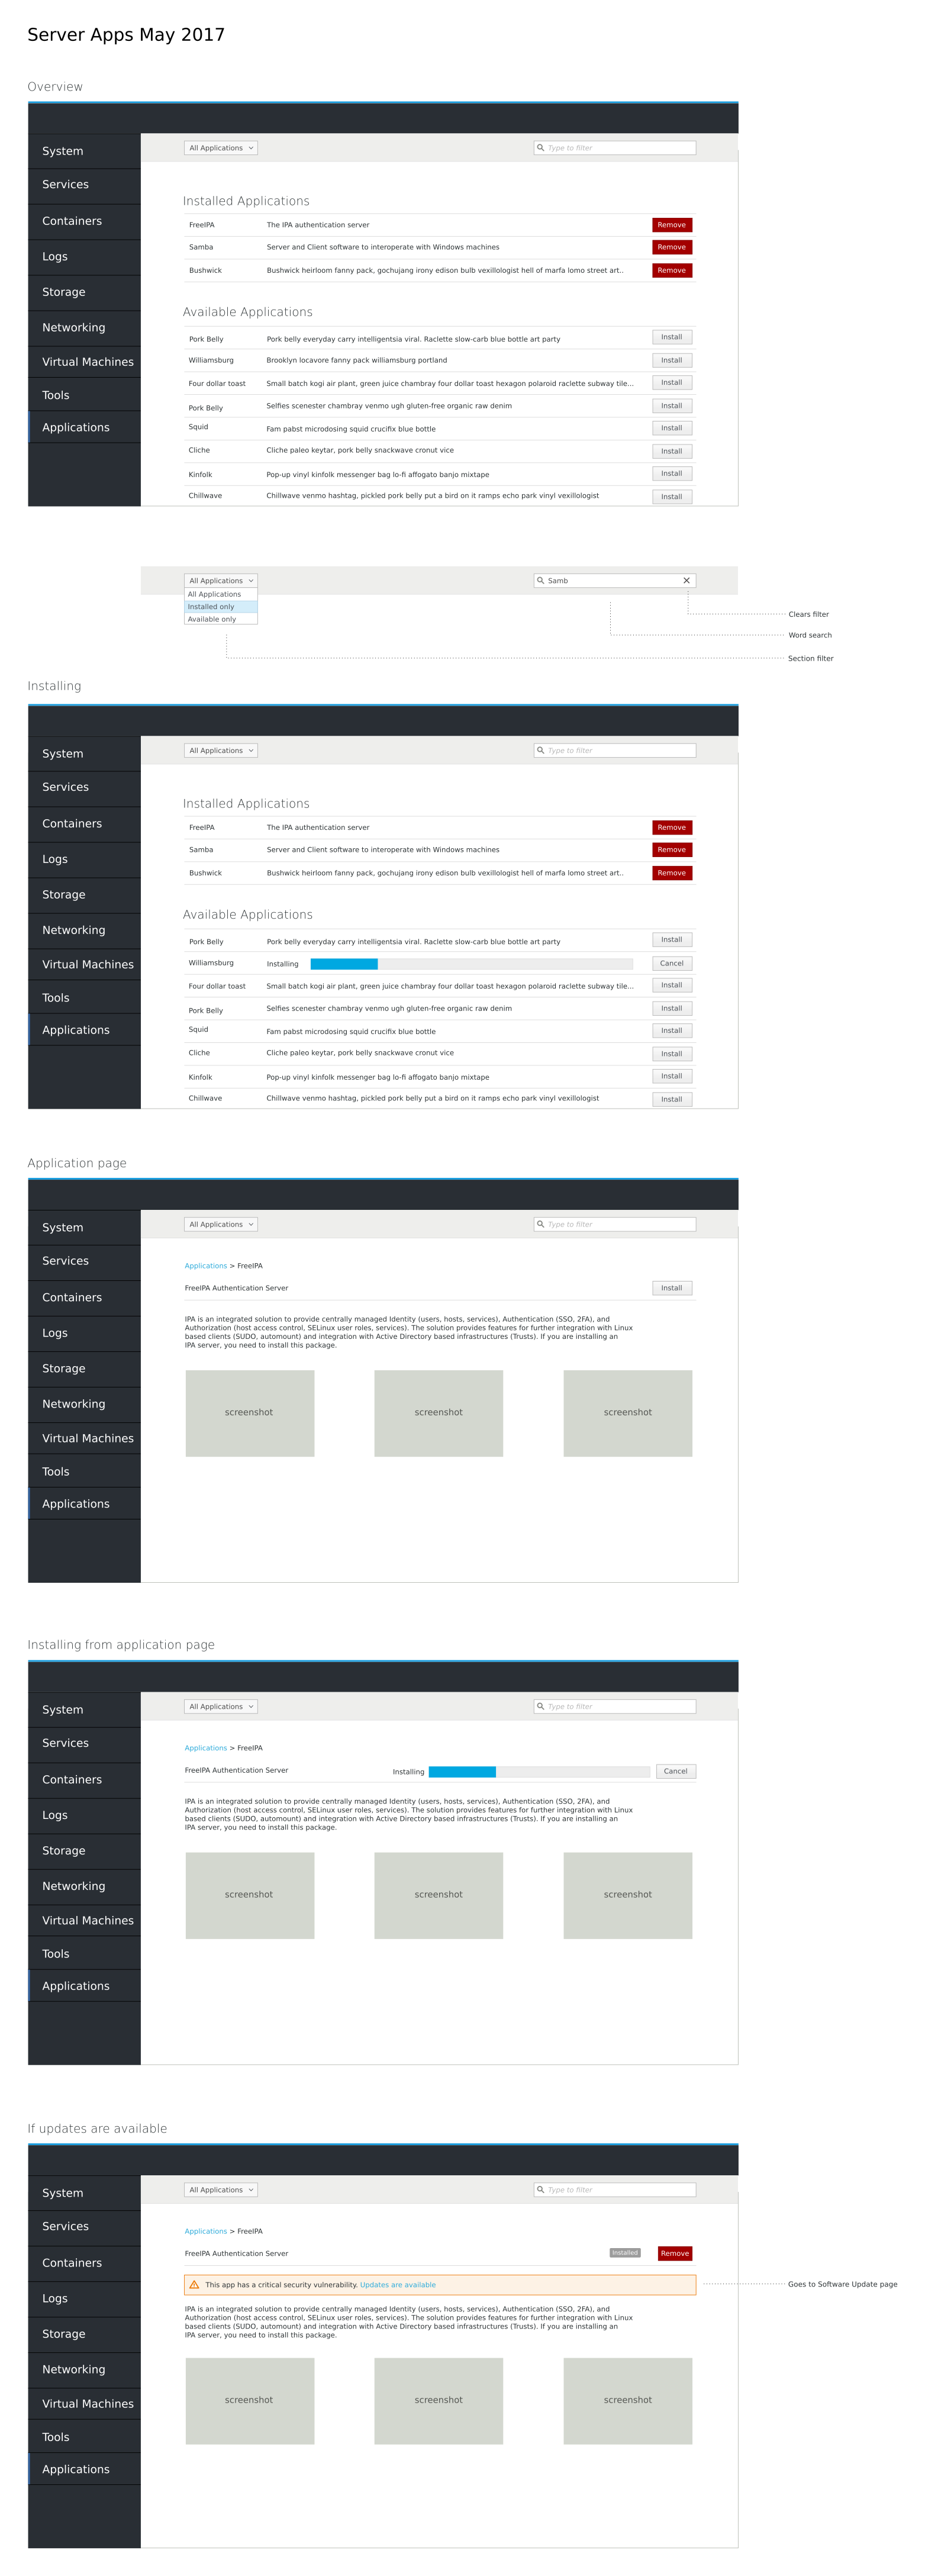 Server Apps May 2017
Overview
All Applications
Type to filter
System
Services
Containers
Logs
Storage
Networking
Virtual Machines
Tools
Applications
Installed Applications
FreeIPA The IPA authentication server Remove
Samba Server and Client software to interoperate with Windows machines Remove
Bushwick Bushwick heirloom fanny pack, gochujang irony edison bulb vexillologist hell of marfa lomo street art.. Remove
Available Applications
Pork Belly Pork belly everyday carry intelligentsia viral. Raclette slow-carb blue bottle art party Install
Williamsburg Brooklyn locavore fanny pack williamsburg portland Install
Four dollar toast Small batch kogi air plant, green juice chambray four dollar toast hexagon polaroid raclette subway tile... Install
Pork Belly Selfies scenester chambray venmo ugh gluten-free organic raw denim Install
Squid Fam pabst microdosing squid crucifix blue bottle Install
Cliche Cliche paleo keytar, pork belly snackwave cronut vice Install
Kinfolk Pop-up vinyl kinfolk messenger bag lo-fi affogato banjo mixtape Install
Chillwave Chillwave venmo hashtag, pickled pork belly put a bird on it ramps echo park vinyl vexillologist Install
All Applications
Samb
All Applications
Installed only
Available only
Clears filter
Word search
Section filter
Installing
All Applications
Type to filter
System
Services
Containers
Logs
Storage
Networking
Virtual Machines
Tools
Applications
Installed Applications
FreeIPA The IPA authentication server Remove
Samba Server and Client software to interoperate with Windows machines Remove
Bushwick Bushwick heirloom fanny pack, gochujang irony edison bulb vexillologist hell of marfa lomo street art.. Remove
Available Applications
Pork Belly Pork belly everyday carry intelligentsia viral. Raclette slow-carb blue bottle art party Install
Williamsburg Installing Cancel
Four dollar toast Small batch kogi air plant, green juice chambray four dollar toast hexagon polaroid raclette subway tile... Install
Pork Belly Selfies scenester chambray venmo ugh gluten-free organic raw denim Install
Squid Fam pabst microdosing squid crucifix blue bottle Install
Cliche Cliche paleo keytar, pork belly snackwave cronut vice Install
Kinfolk Pop-up vinyl kinfolk messenger bag lo-fi affogato banjo mixtape Install
Chillwave Chillwave venmo hashtag, pickled pork belly put a bird on it ramps echo park vinyl vexillologist Install
Application page
All Applications
Type to filter
System
Services
Containers
Logs
Storage
Networking
Virtual Machines
Tools
Applications
Applications > FreeIPA
FreeIPA Authentication Server Install
IPA is an integrated solution to provide centrally managed Identity (users, hosts, services), Authentication (SSO, 2FA), and
Authorization (host access control, SELinux user roles, services). The solution provides features for further integration with Linux
based clients (SUDO, automount) and integration with Active Directory based infrastructures (Trusts). If you are installing an
IPA server, you need to install this package.
screenshot screenshot screenshot
Installing from application page
All Applications
Type to filter
System
Services
Containers
Logs
Storage
Networking
Virtual Machines
Tools
Applications
Applications > FreeIPA
FreeIPA Authentication Server Installing Cancel
IPA is an integrated solution to provide centrally managed Identity (users, hosts, services), Authentication (SSO, 2FA), and
Authorization (host access control, SELinux user roles, services). The solution provides features for further integration with Linux
based clients (SUDO, automount) and integration with Active Directory based infrastructures (Trusts). If you are installing an
IPA server, you need to install this package.
screenshot screenshot screenshot
If updates are available
All Applications
Type to filter
System
Services
Containers
Logs
Storage
Networking
Virtual Machines
Tools
Applications
Applications > FreeIPA
FreeIPA Authentication Server Installed Remove
This app has a critical security vulnerability. Updates are available
Goes to Software Update page
IPA is an integrated solution to provide centrally managed Identity (users, hosts, services), Authentication (SSO, 2FA), and
Authorization (host access control, SELinux user roles, services). The solution provides features for further integration with Linux
based clients (SUDO, automount) and integration with Active Directory based infrastructures (Trusts). If you are installing an
IPA server, you need to install this package.
screenshot screenshot screenshot